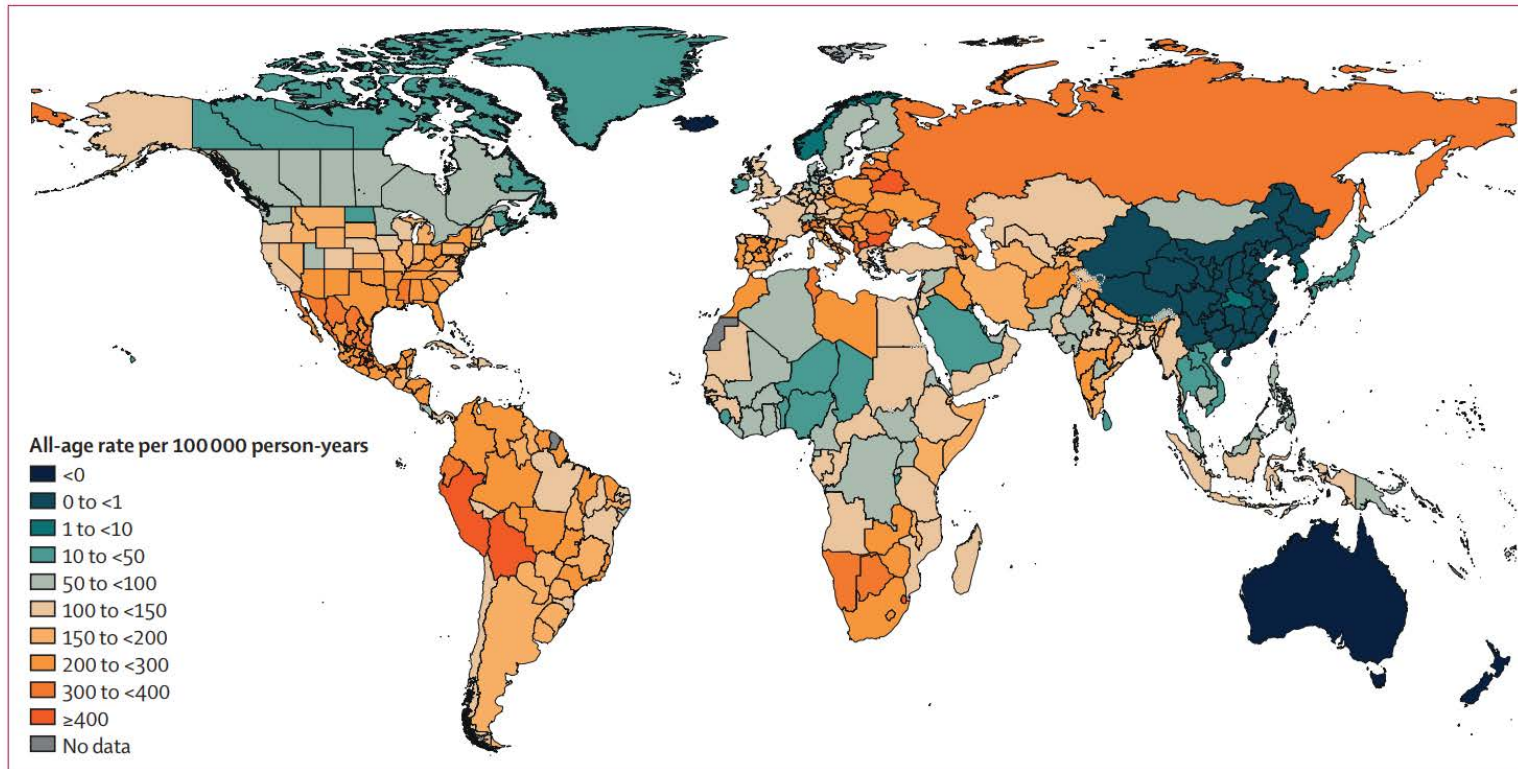 All-age rate per 100 000 person-years
<0
0 to <1
1 to <10
10 to <50
50 to <100
100 to <150
150 to <200
200 to <300
300 to <400
≥400
No data